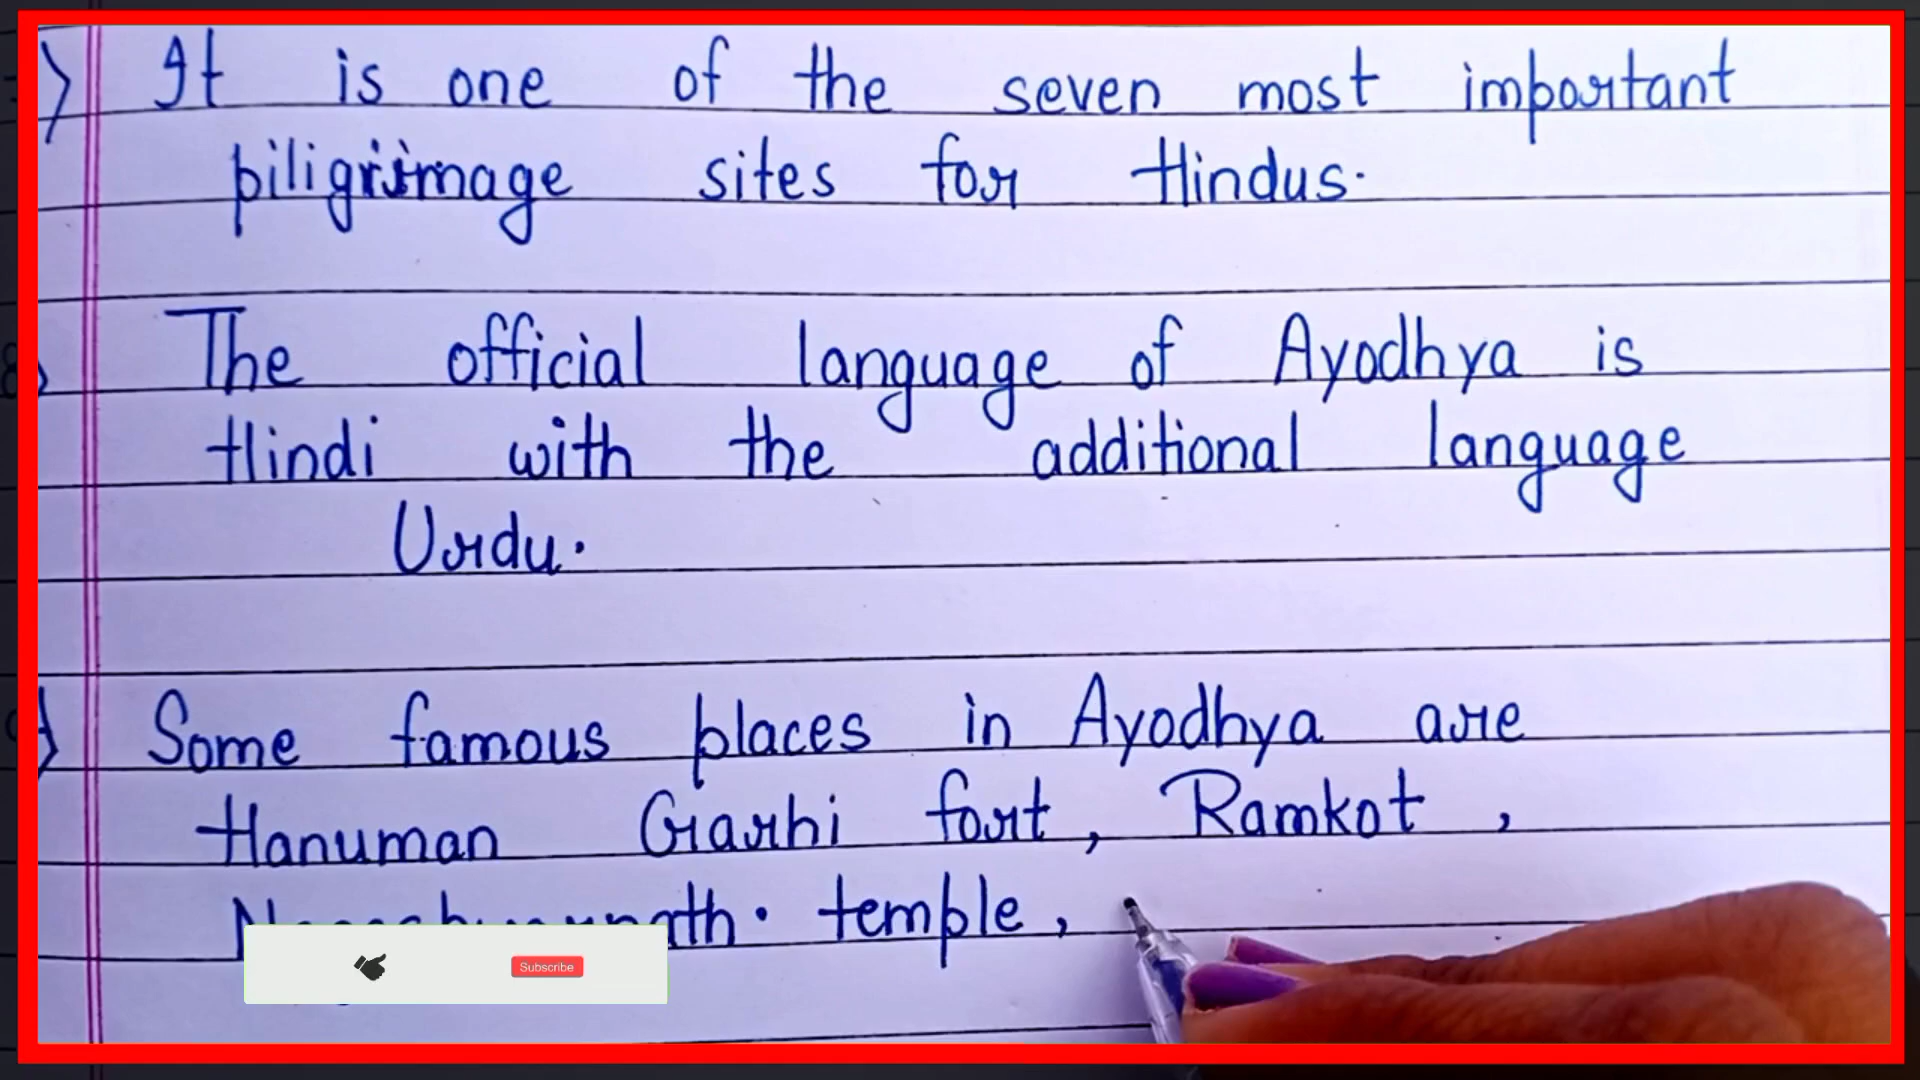 ) It is one of the seven most important
piligrimage sites for Hindus.
8) The official language of Ayodhya is
Hindi with the additional language
Urdu.
) Some famous places in Ayodhya are
Hanuman Garhi fort, Ramkot,
temple,
Subscribe